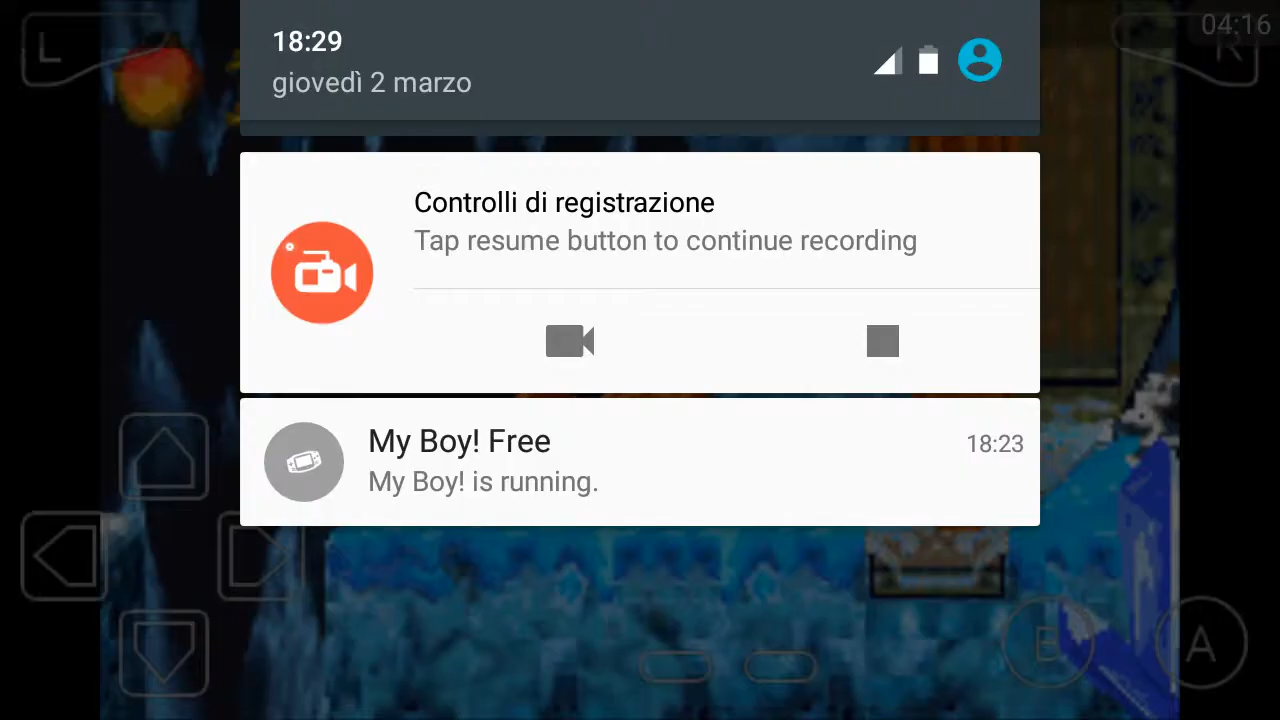 L
18:29
giovedì 2 marzo
04:16
R
Controlli di registrazione
Tap resume button to continue recording
My Boy! Free
18:23
My Boy! is running.
B
A